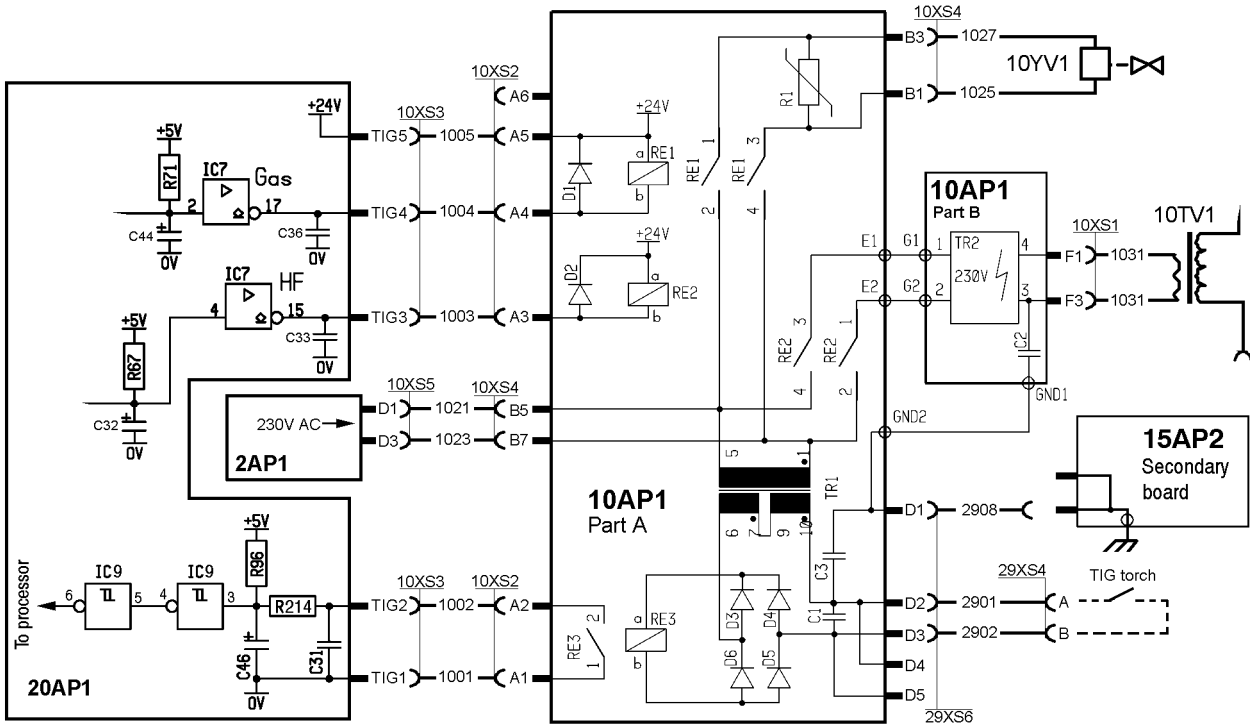 10XS4
B3 1027
10YV1
B1 1025
10XS2
A6
+24V
10XS3
TIG5 1005 A5
TIG4 1004 A4
TIG3 1003 A3
+5V
R71
IC7
Gas
2
17
C44
0V
C36
0V
IC7
HF
4
15
+5V
R67
C33
0V
C32
0V
+24V
D1
a
RE1
b
+24V
D2
a
RE2
b
R1
1
RE1
2
3
RE1
4
10AP1
Part B
E1 G1
1
TR2
4
230V
E2 G2
2
3
C2
GND1
GND2
F1 1031
F3 1031
10XS1
10TV1
3
RE2
4
1
RE2
2
230V AC
2AP1
10XS5
10XS4
D1 1021 B5
D3 1023 B7
10AP1
Part A
5
1
TR1
6 7 9 10
15AP2
Secondary
board
D1 2908
To processor
6
IC9
5
4
IC9
3
+5V
R96
R214
C46
C31
0V
20AP1
10XS3
10XS2
TIG2 1002 A2
TIG1 1001 A1
2
RE3
1
a
RE3
b
D3
D4
D6
D5
C3
C1
29XS4
TIG torch
D2 2901 A
D3 2902 B
D4
D5
29XS6